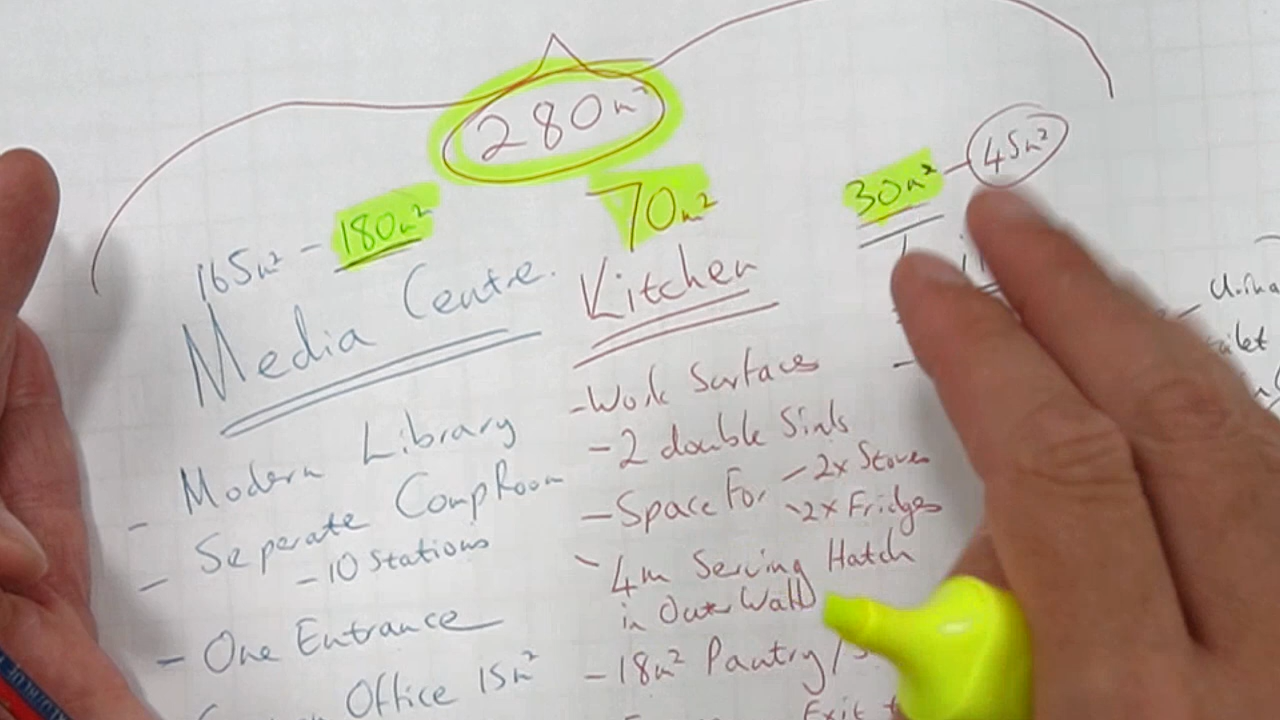 280m²
165m² - 180m²
70m²
30m² - 45m²
Media Centre.
Kitchen
- Modern Library
- Seperate Comp Room
- 10 Stations
- One Entrance
Office 15m²
- Work Surfaces
- 2 double Sinks
- Space For - 2x Stoves
- 2x Fridges
- 4m Serving Hatch
in Outer Wall
- 18m² Pantry /
Exit